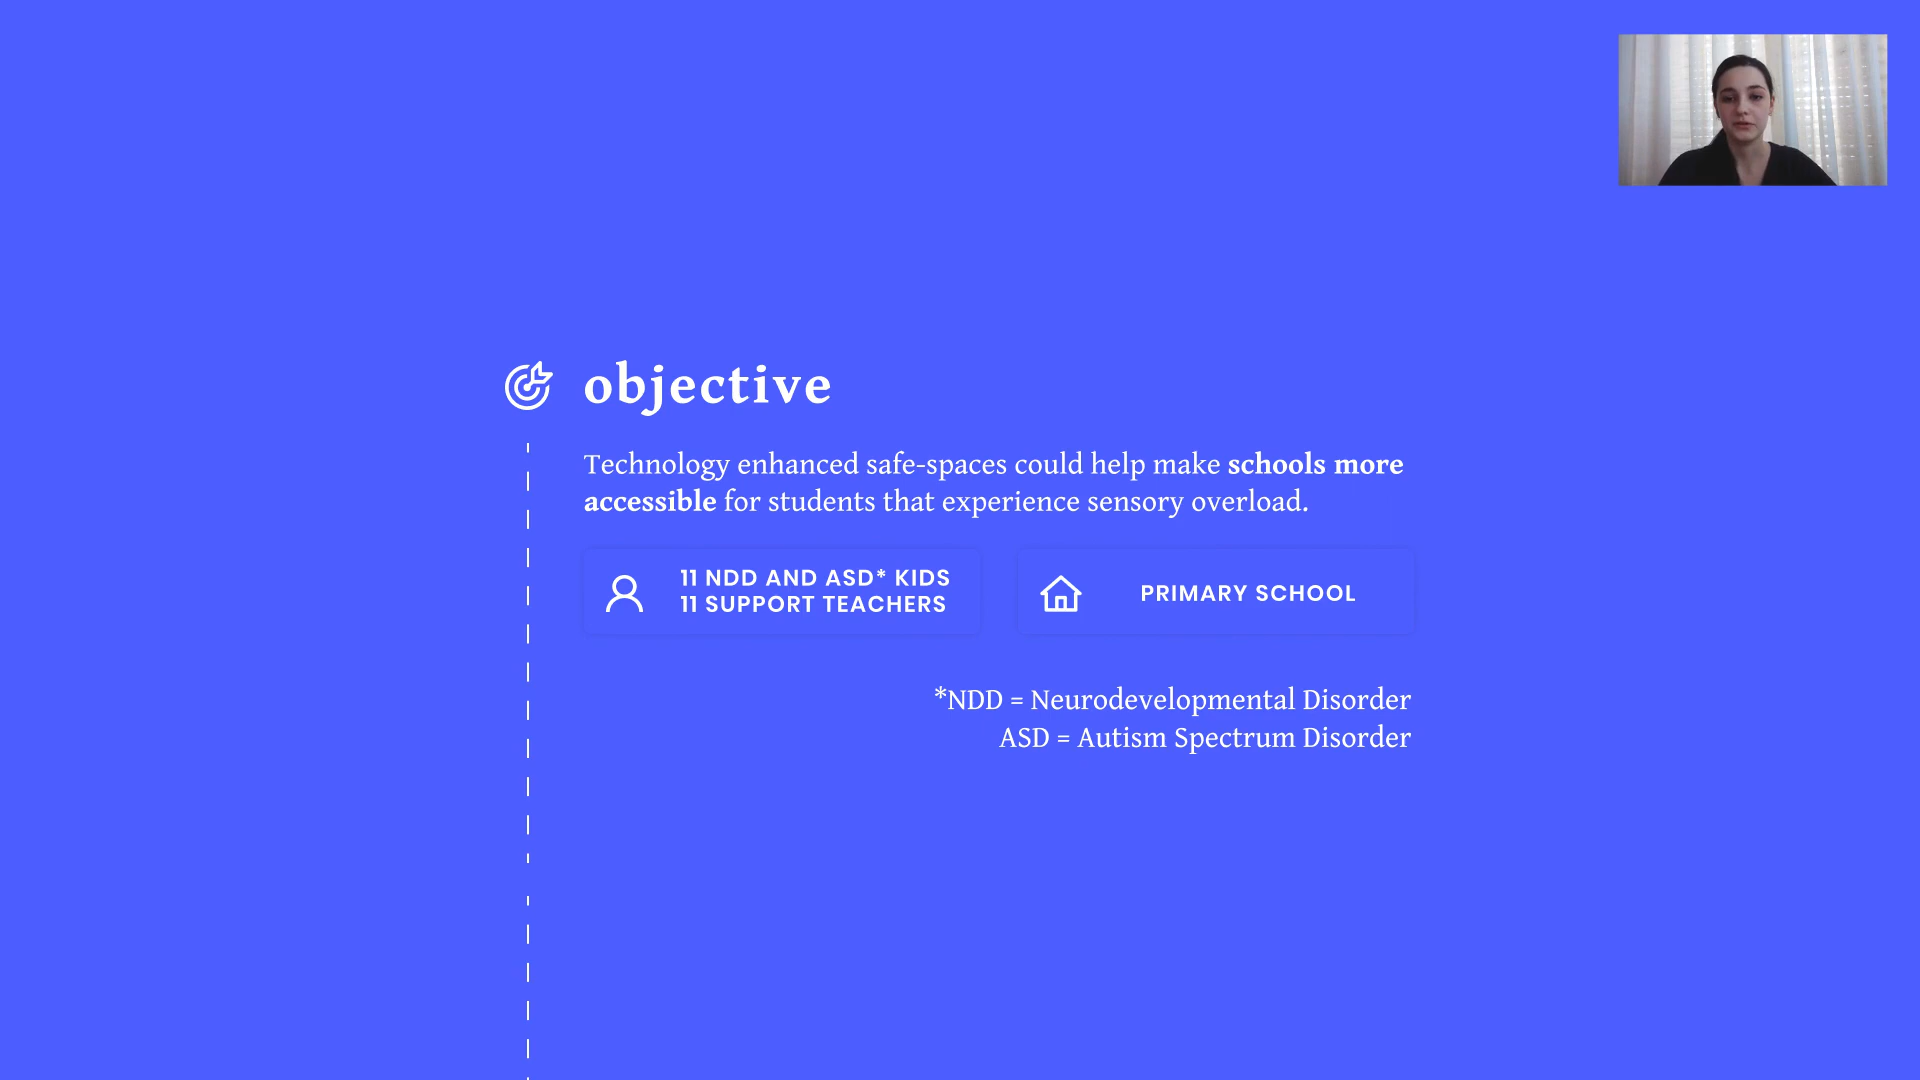 objective
Technology enhanced safe-spaces could help make schools more
accessible for students that experience sensory overload.
11 NDD AND ASD* KIDS
11 SUPPORT TEACHERS
PRIMARY SCHOOL
*NDD = Neurodevelopmental Disorder
ASD = Autism Spectrum Disorder